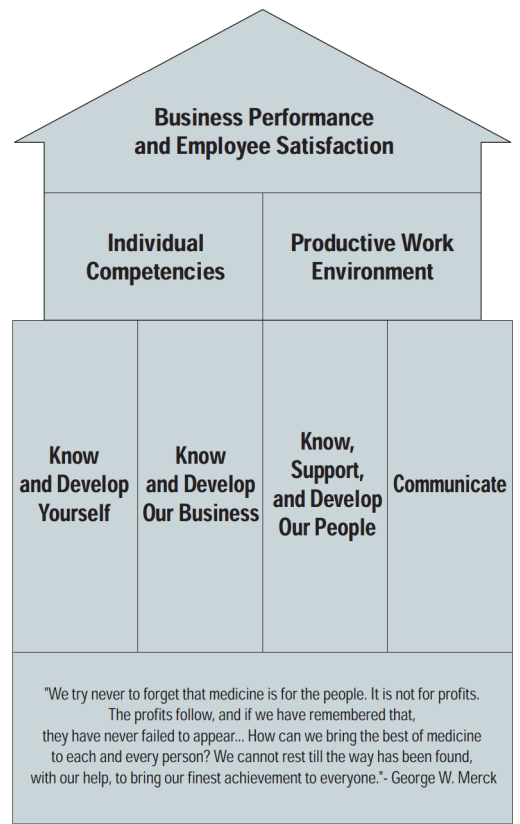 Business Performance
and Employee Satisfaction
Individual
Competencies
Productive Work
Environment
Know
and Develop
Yourself
Know
and Develop
Our Business
Know,
Support,
and Develop
Our People
Communicate
"We try never to forget that medicine is for the people. It is not for profits.
The profits follow, and if we have remembered that,
they have never failed to appear... How can we bring the best of medicine
to each and every person? We cannot rest till the way has been found,
with our help, to bring our finest achievement to everyone."- George W. Merck